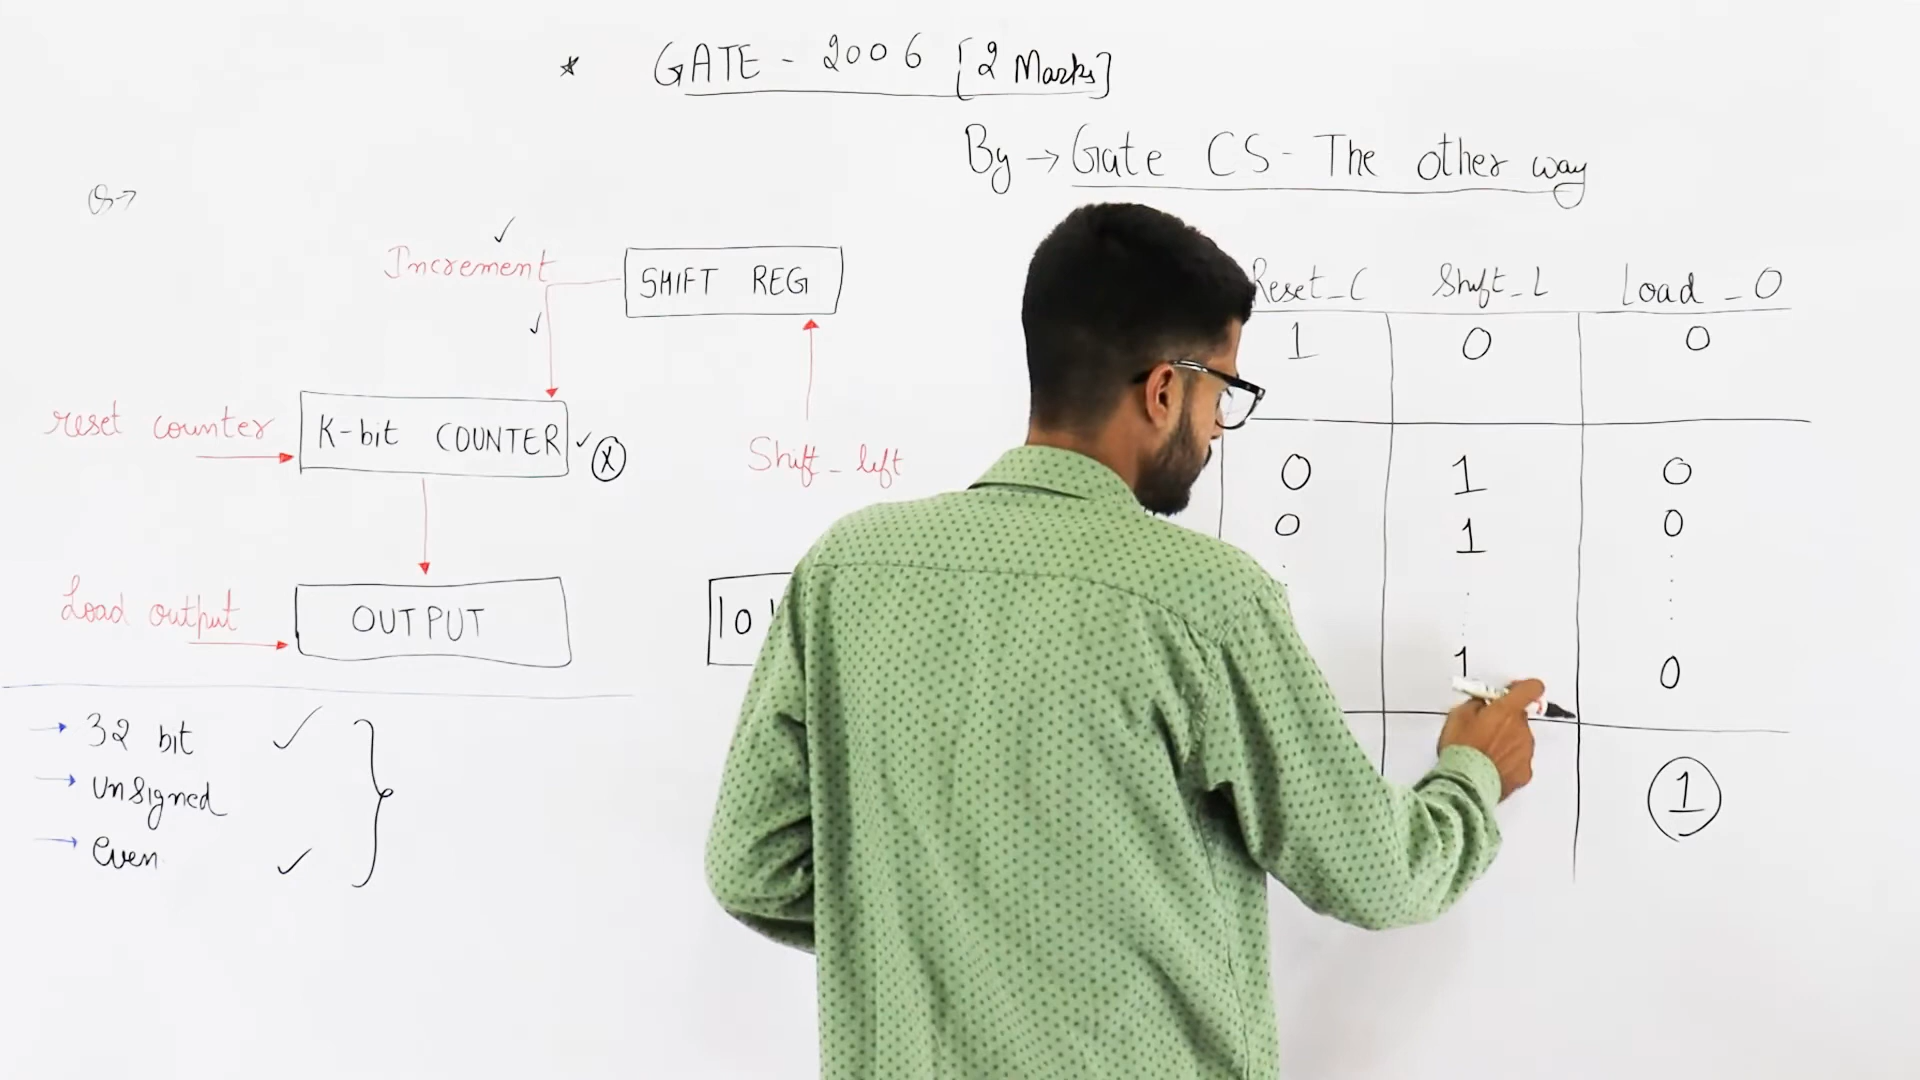 * GATE - 2006 [2 Marks]
By → Gate CS - The other way
Q→
Increment ✓
SHIFT REG
✓
reset counter
K-bit COUNTER ✓ X
Shift_left
Load output
OUTPUT
10
→ 32 bit ✓
→ unsigned
→ even ✓
Reset_C Shift_L Load_O
1 0 0
0 1 0
0 1 0
1 0
1